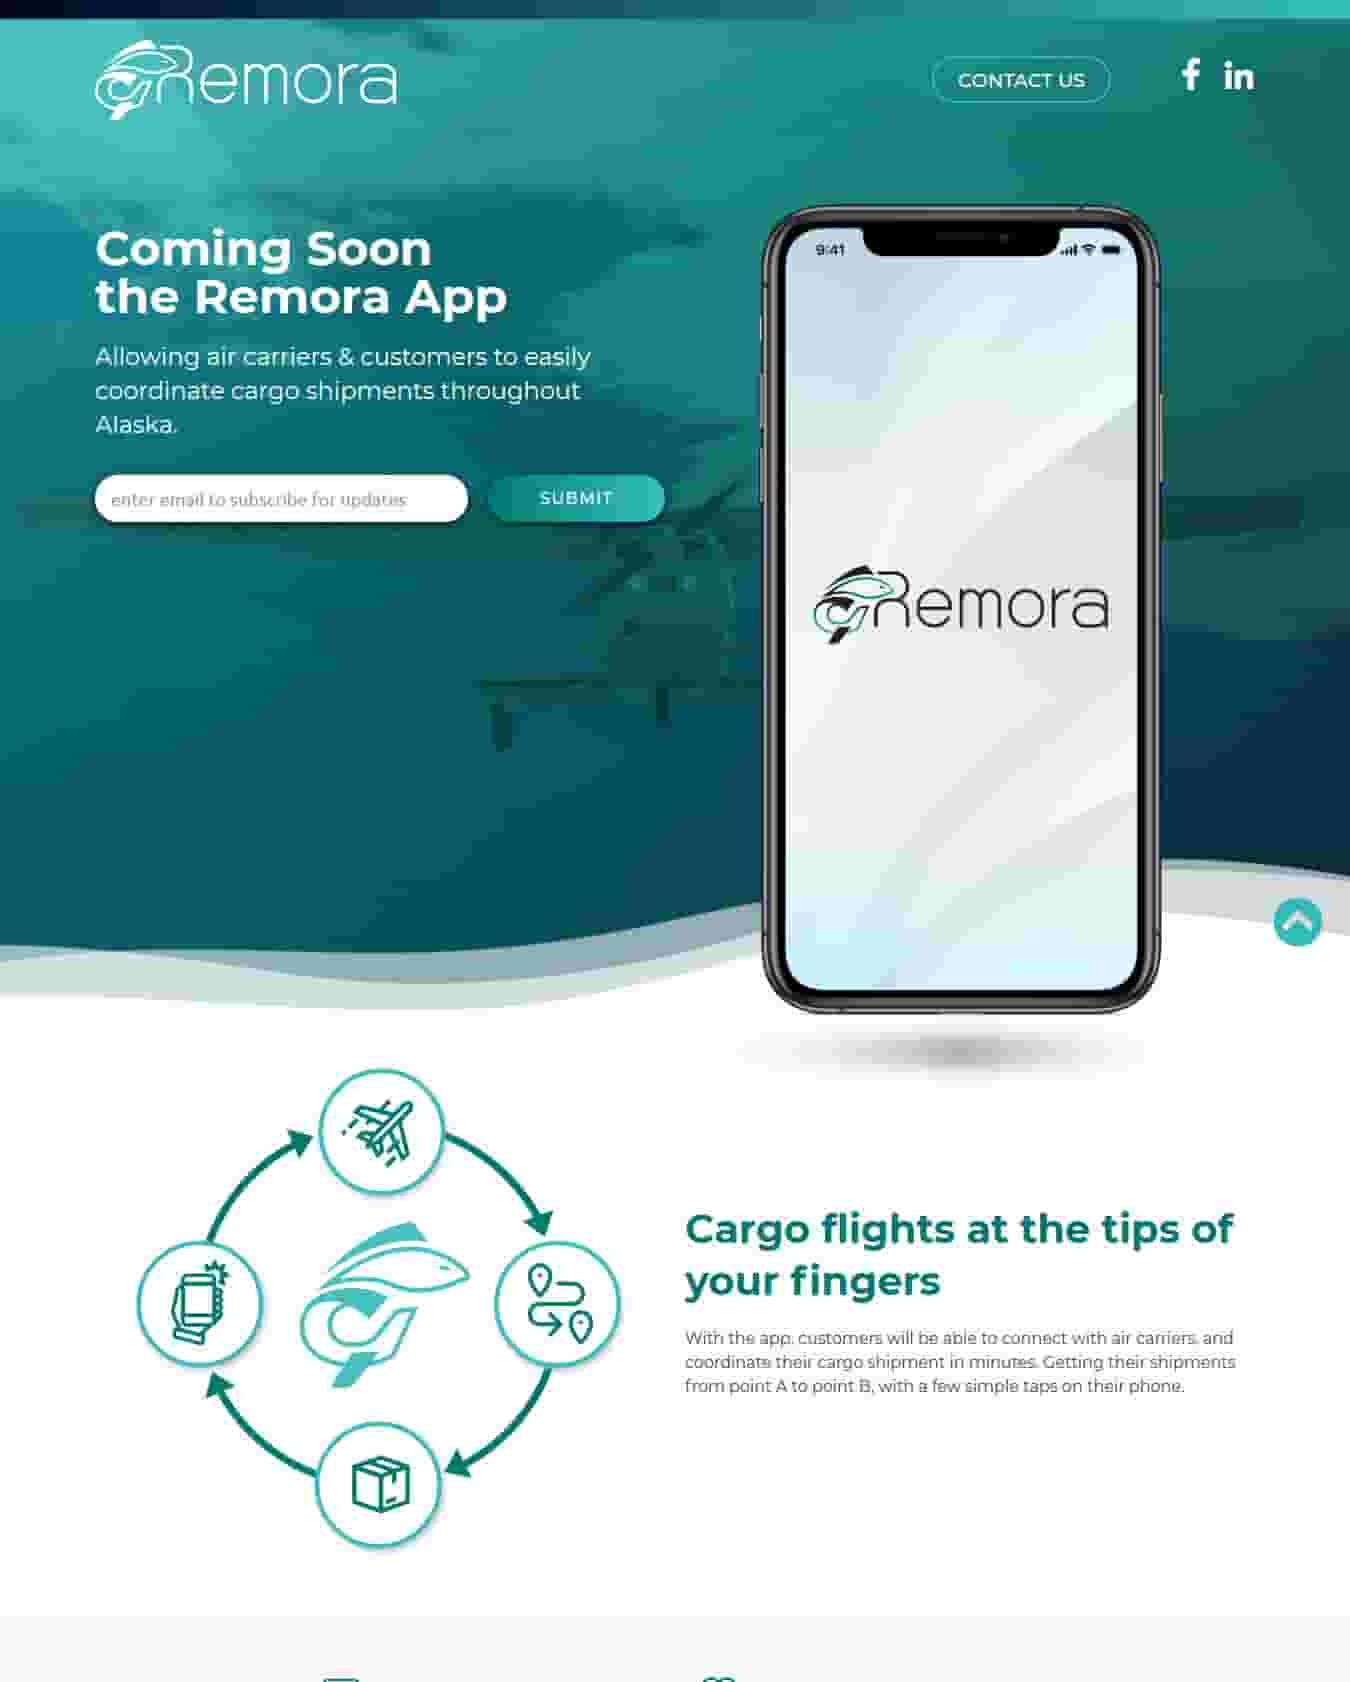 Remora
CONTACT US
Coming Soon
the Remora App
Allowing air carriers & customers to easily
coordinate cargo shipments throughout
Alaska.
enter email to subscribe for updates
SUBMIT
9:41
Remora
Cargo flights at the tips of
your fingers
With the app, customers will be able to connect with air carriers, and
coordinate their cargo shipment in minutes. Getting their shipments
from point A to point B, with a few simple taps on their phone.